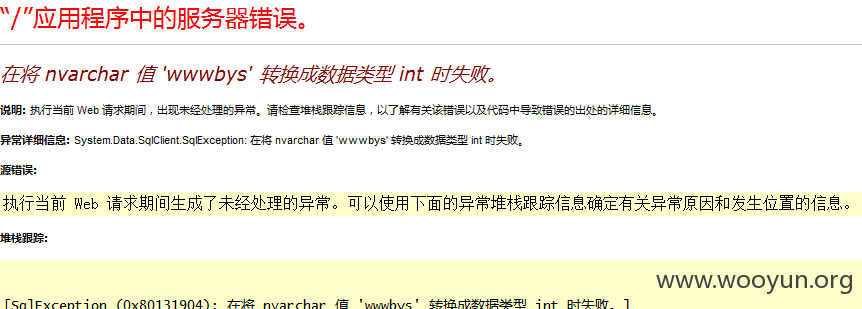 “/”应用程序中的服务器错误。
在将 nvarchar 值 'wwwbys' 转换成数据类型 int 时失败。
说明: 执行当前 Web 请求期间，出现未经处理的异常。请检查堆栈跟踪信息，以了解有关该错误以及代码中导致错误的出处的详细信息。
异常详细信息: System.Data.SqlClient.SqlException: 在将 nvarchar 值 'wwwbys' 转换成数据类型 int 时失败。
源错误:
执行当前 Web 请求期间生成了未经处理的异常。可以使用下面的异常堆栈跟踪信息确定有关异常原因和发生位置的信息。
堆栈跟踪:
www.wooyun.org
[SqlException (0x80131904): 在将 nvarchar 值 'wwwbys' 转换成数据类型 int 时失败。]